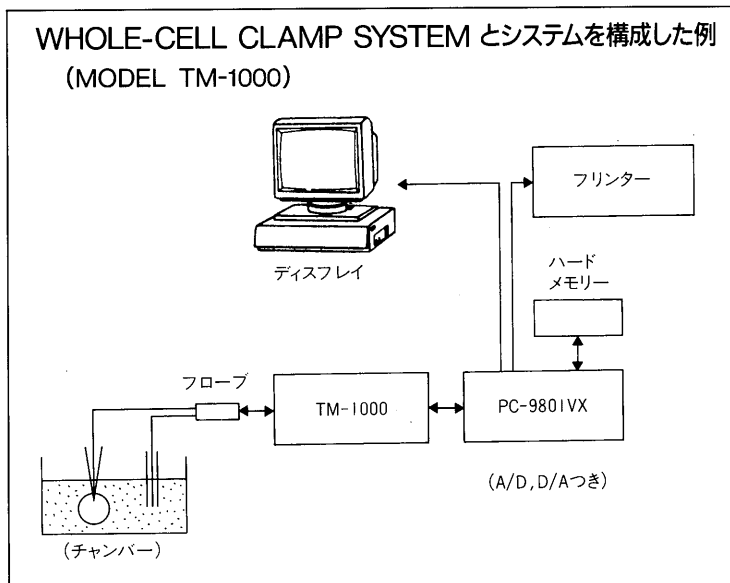 WHOLE-CELL CLAMP SYSTEM とシステムを構成した例
(MODEL TM-1000)
フリンター
ディスフレイ
ハード
メモリー
フローブ
TM-1000
PC-9801VX
(A/D,D/Aつき)
(チャンバー)